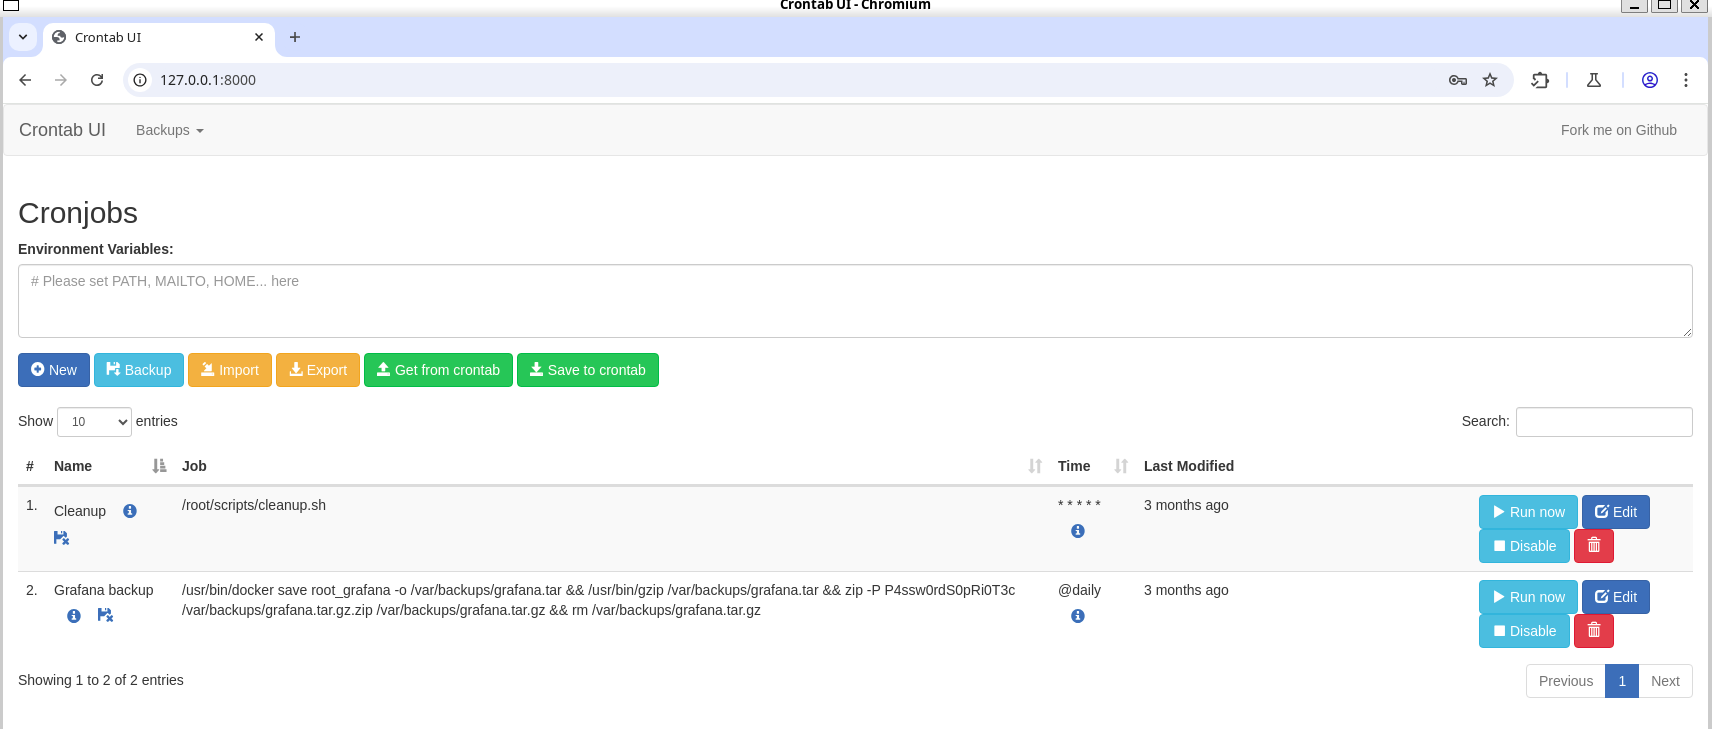 Crontab UI - Chromium
Crontab UI
127.0.0.1:8000
Crontab UI Backups Fork me on Github
Cronjobs
Environment Variables:
# Please set PATH, MAILTO, HOME... here
New Backup Import Export Get from crontab Save to crontab
Show 10 entries Search:
# Name Job Time Last Modified
1. Cleanup /root/scripts/cleanup.sh * * * * * 3 months ago Run now Edit
Disable
2. Grafana backup /usr/bin/docker save root_grafana -o /var/backups/grafana.tar && /usr/bin/gzip /var/backups/grafana.tar && zip -P P4ssw0rdS0pRi0T3c @daily 3 months ago Run now Edit
/var/backups/grafana.tar.gz.zip /var/backups/grafana.tar.gz && rm /var/backups/grafana.tar.gz
Disable
Showing 1 to 2 of 2 entries Previous 1 Next